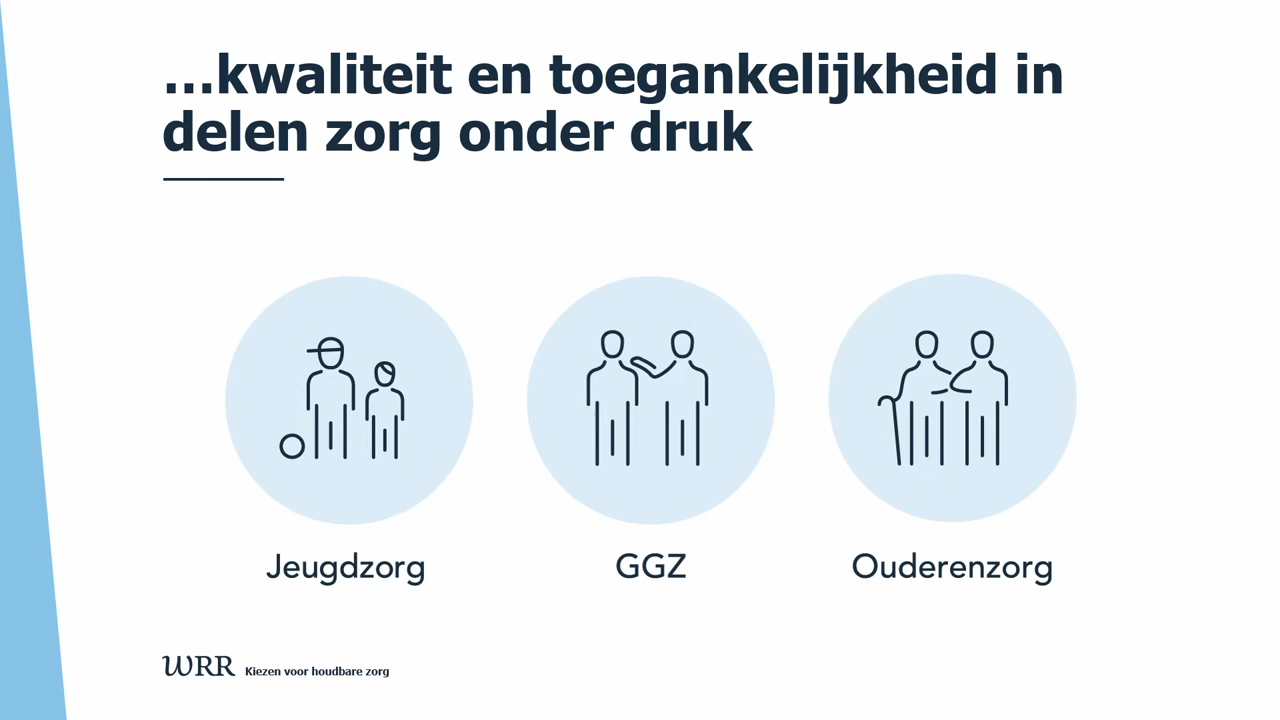 ...kwaliteit en toegankelijkheid in
delen zorg onder druk
Jeugdzorg
GGZ
Ouderenzorg
WRR Kiezen voor houdbare zorg